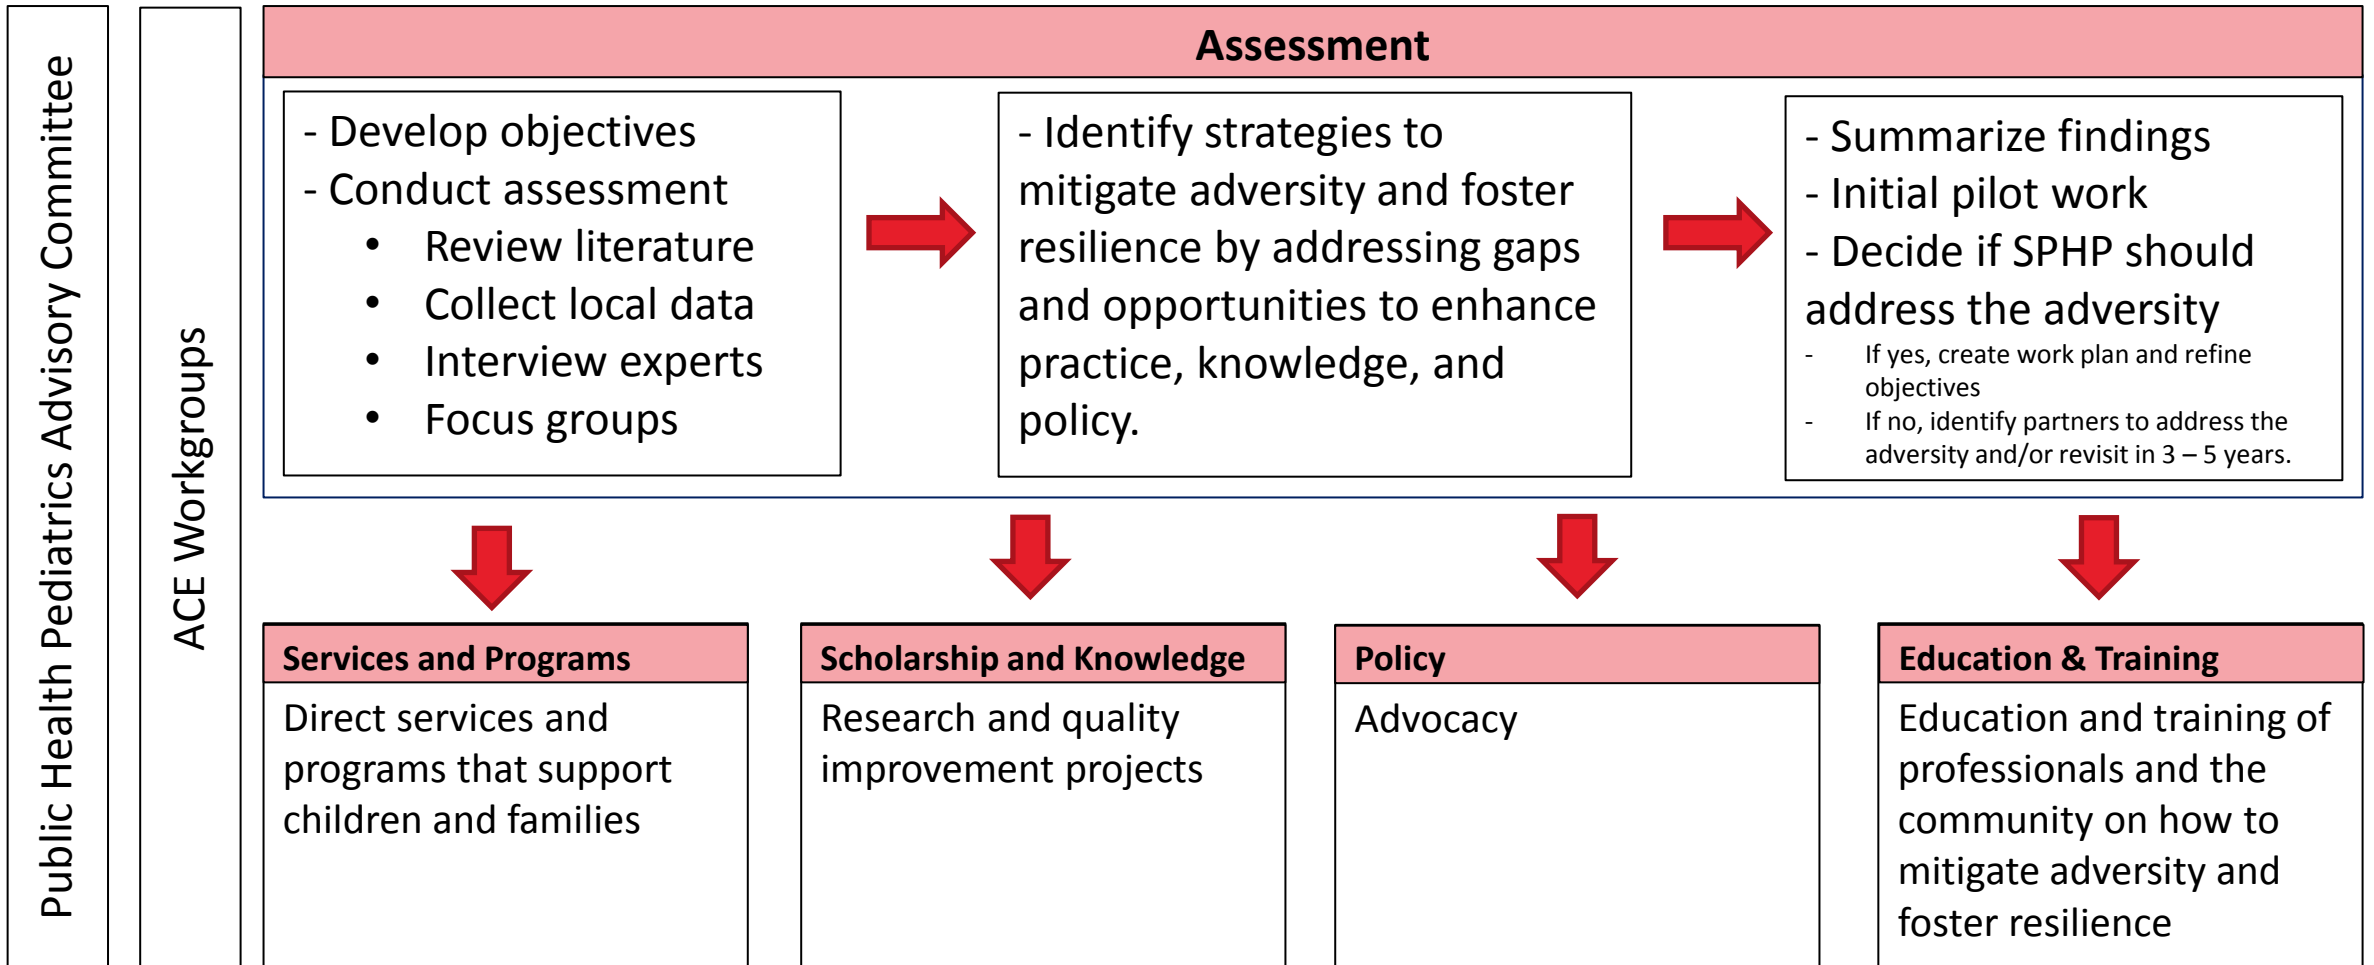 Public Health Pediatrics Advisory Committee
ACE Workgroups
Assessment
- Develop objectives
- Conduct assessment
• Review literature
• Collect local data
• Interview experts
• Focus groups
- Identify strategies to
mitigate adversity and foster
resilience by addressing gaps
and opportunities to enhance
practice, knowledge, and
policy.
- Summarize findings
- Initial pilot work
- Decide if SPHP should
address the adversity
- If yes, create work plan and refine
objectives
- If no, identify partners to address the
adversity and/or revisit in 3 – 5 years.
Services and Programs
Direct services and
programs that support
children and families
Scholarship and Knowledge
Research and quality
improvement projects
Policy
Advocacy
Education & Training
Education and training of
professionals and the
community on how to
mitigate adversity and
foster resilience